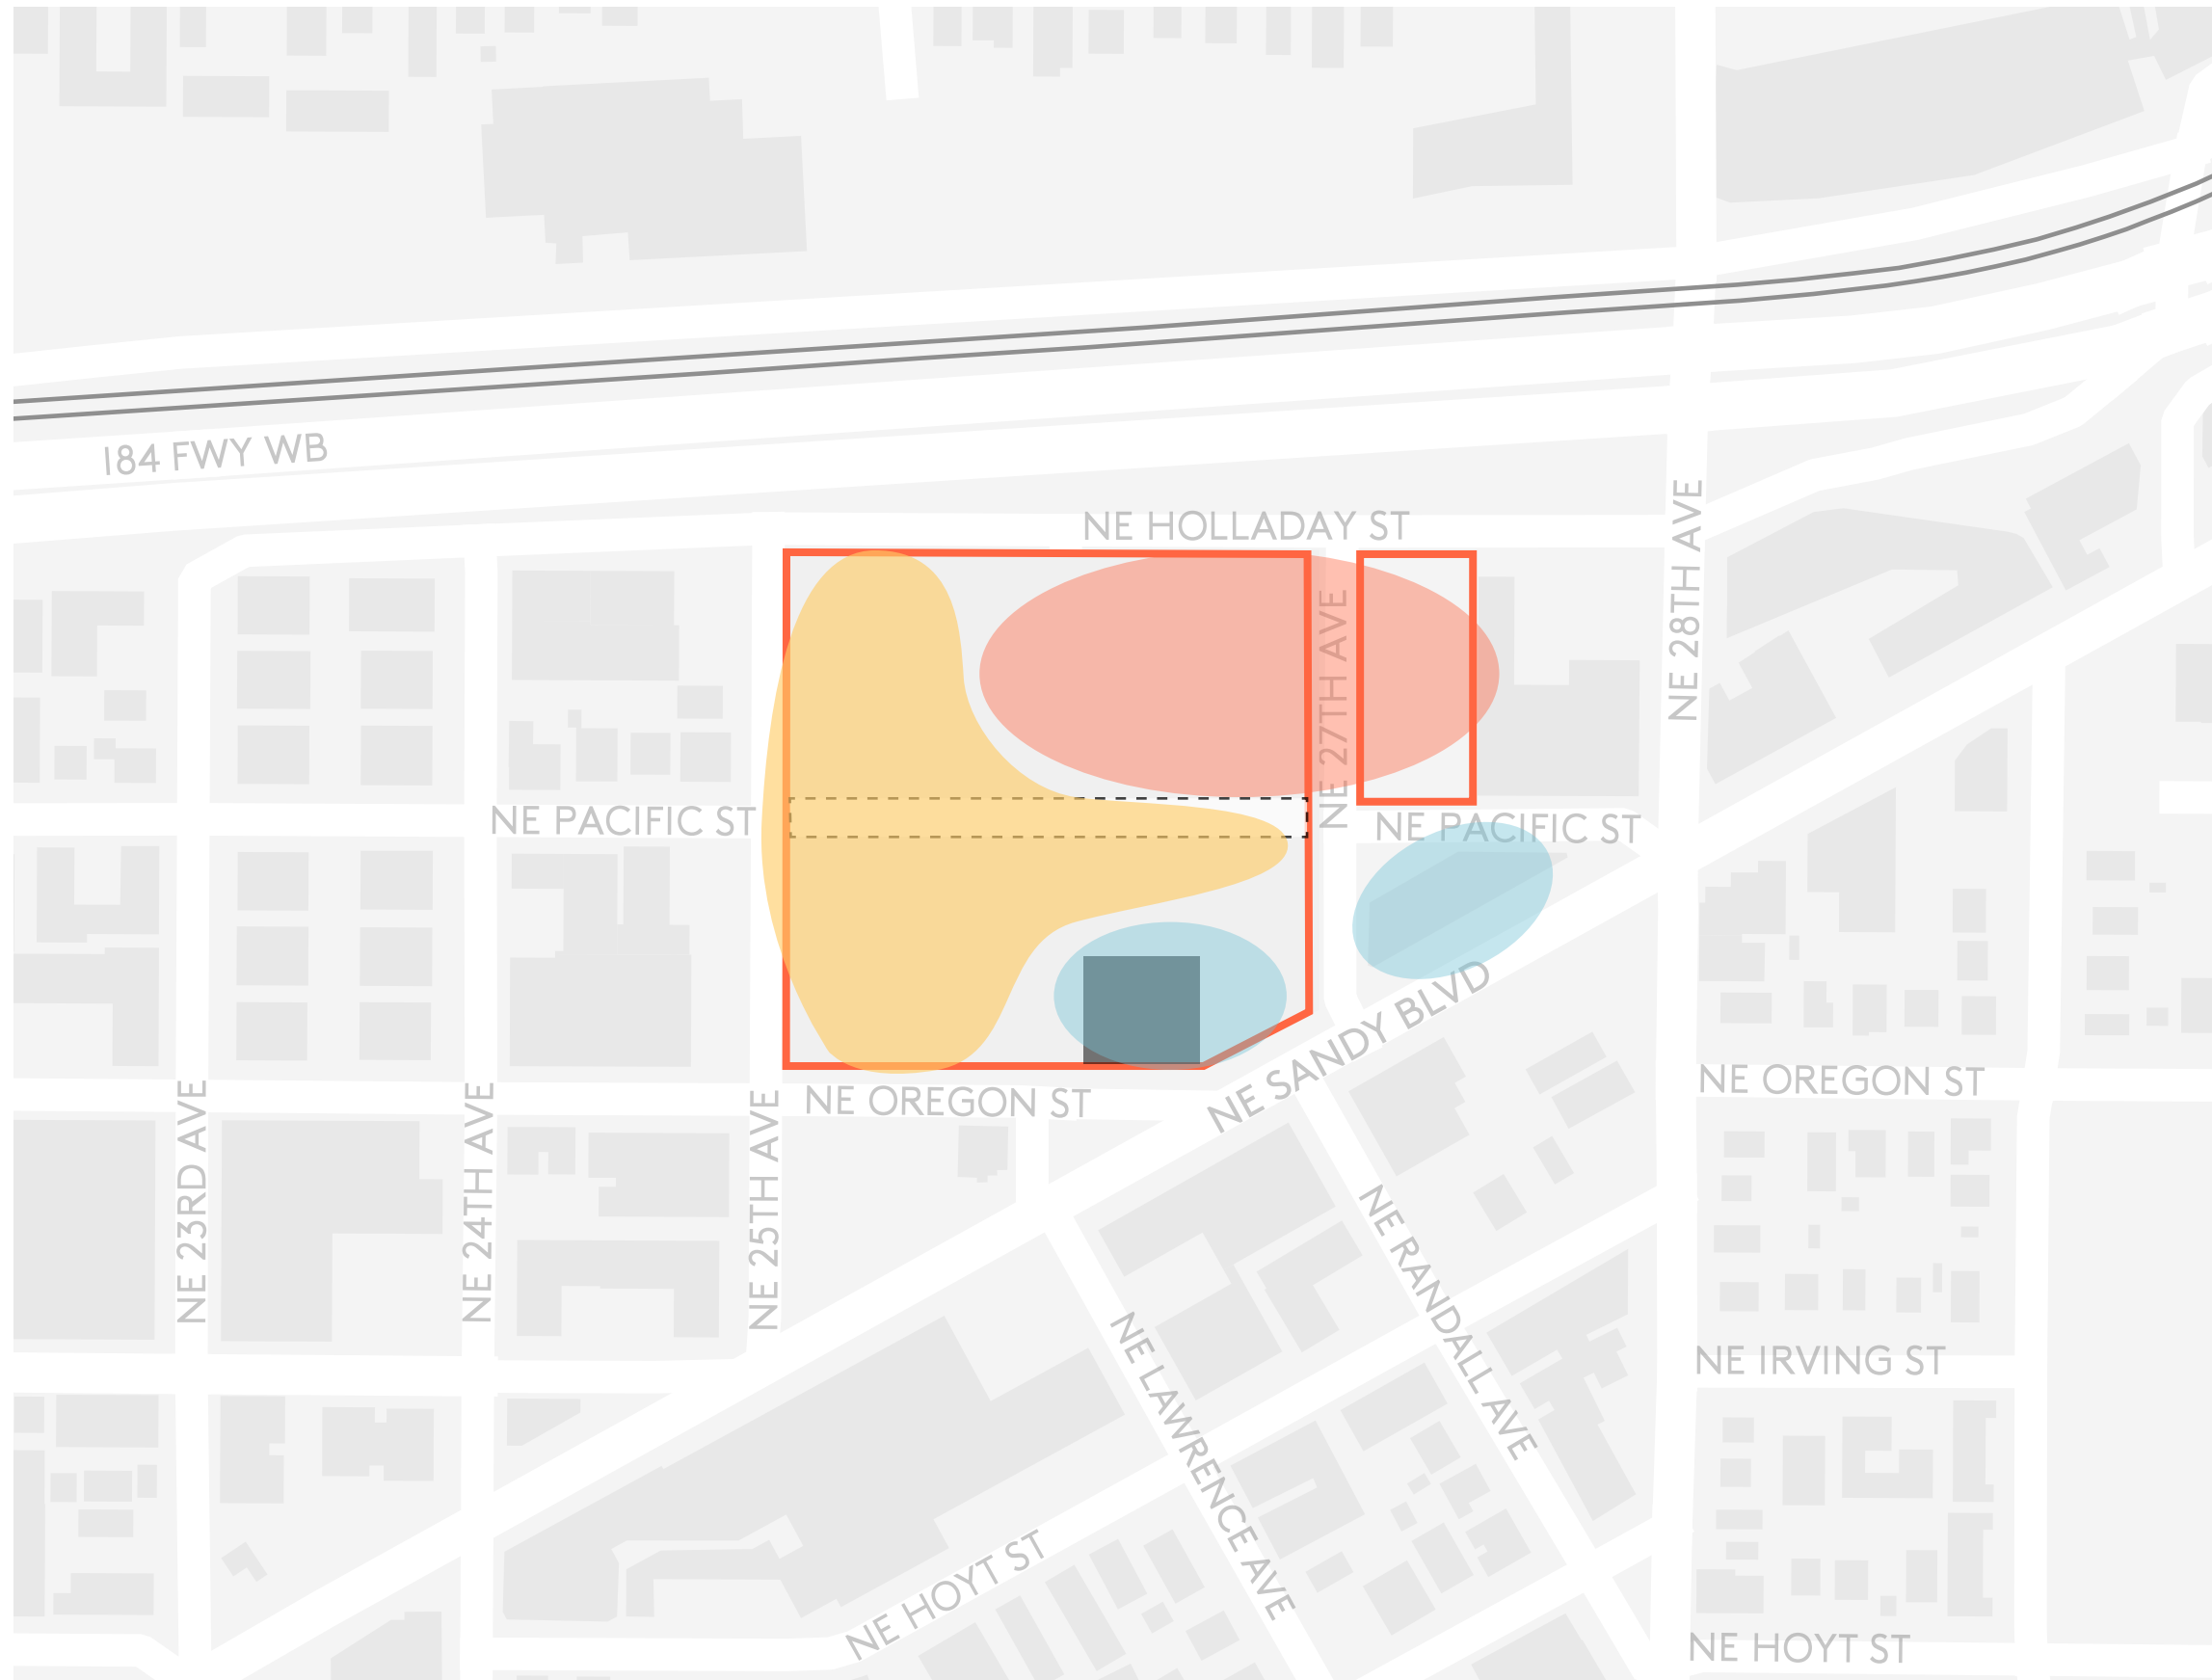 I84 FWY WB
NE HOLLADAY ST
NE 28TH AVE
NE 27TH AVE
NE PACIFIC ST
NE PACIFIC ST
NE SANDY BLVD
NE OREGON ST
NE OREGON ST
NE 23RD AVE
NE 24TH AVE
NE 25TH AVE
NE RANDALL AVE
NE LAWRENCE AVE
NE IRVING ST
NE HOYT ST
NE HOYT ST